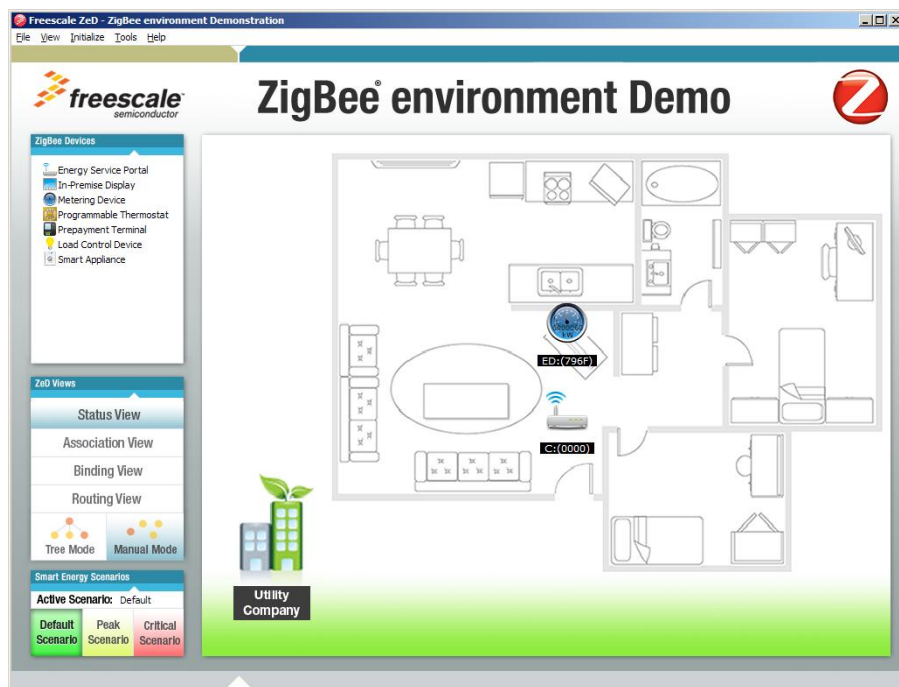 Freescale ZeD - ZigBee environment Demonstration
File View Initialize Tools Help
freescale™
semiconductor
ZigBee® environment Demo
Z
ZigBee Devices
Energy Service Portal
In-Premise Display
Metering Device
Programmable Thermostat
Prepayment Terminal
Load Control Device
Smart Appliance
kW
ED:(796F)
C:(0000)
ZeD Views
Status View
Association View
Binding View
Routing View
Tree Mode
Manual Mode
Utility
Company
Smart Energy Scenarios
Active Scenario: Default
Default
Scenario
Peak
Scenario
Critical
Scenario